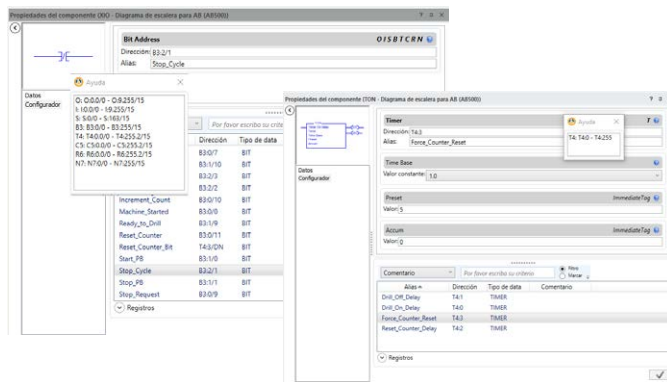 Propiedades del componente (XIO - Diagrama de escalera para AB (AB500))
Bit Address
O I S B T C R N
Dirección: B3:2/1
Alias: Stop_Cycle
Datos
Configurador
Ayuda
O: O:0.0/0 - O:9.255/15
I: I:0.0/0 - I:9.255/15
S: S:0/0 - S:163/15
B3: B3:0/0 - B3:255/15
T4: T4:0.0/0 - T4:255.2/15
C5: C5:0.0/0 - C5:255.2/15
R6: R6:0.0/0 - R6:255.2/15
N7: N7:0/0 - N7:255/15
Por favor escriba su crite
Dirección Tipo de data
B3:0/7 BIT
B3:1/10 BIT
B3:2/3 BIT
B3:2/2 BIT
Increment_Count B3:0/10 BIT
Machine_Started B3:0/0 BIT
Ready_to_Drill B3:1/9 BIT
Reset_Counter B3:0/11 BIT
Reset_Counter_Bit T4:3/DN BIT
Start_PB B3:1/0 BIT
Stop_Cycle B3:2/1 BIT
Stop_PB B3:1/1 BIT
Stop_Request B3:0/9 BIT
Registros
Propiedades del componente (TON - Diagrama de escalera para AB (AB500))
Datos
Configurador
Timer T
Dirección: T4:3
Alias: Force_Counter_Reset
Ayuda
T4: T4:0 - T4:255
Time Base
Valor constante: 1.0
Preset ImmediateTag
Valor: 5
Accum ImmediateTag
Valor: 0
Comentario
Por favor escriba su criterio
Filtro
Marcar
Alias Dirección Tipo de data Comentario
Drill_Off_Delay T4:1 TIMER
Drill_On_Delay T4:0 TIMER
Force_Counter_Reset T4:3 TIMER
Reset_Counter_Delay T4:2 TIMER
Registros